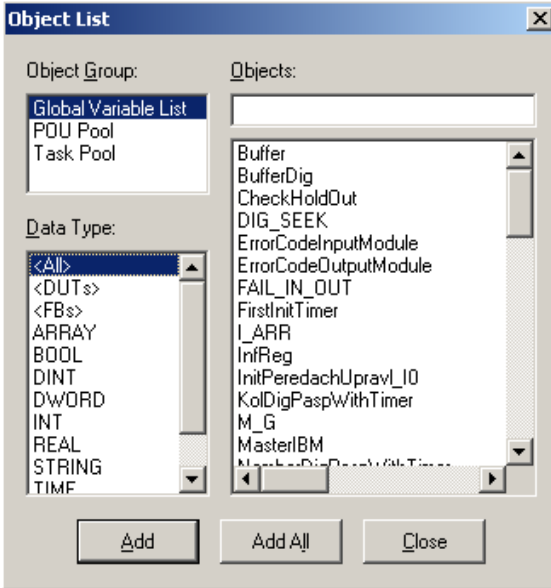 Object List
Object Group:
Global Variable List
POU Pool
Task Pool
Data Type:
<All>
<DUTs>
<FBs>
ARRAY
BOOL
DINT
DWORD
INT
REAL
STRING
TIME
Objects:
Buffer
BufferDig
CheckHoldOut
DIG_SEEK
ErrorCodeInputModule
ErrorCodeOutputModule
FAIL_IN_OUT
FirstInitTimer
I_ARR
InfReg
InitPeredachUpravl_IO
KolDigPaspWithTimer
M_G
MasterIBM
NumberDigPaspWithTimer
Add
Add All
Close